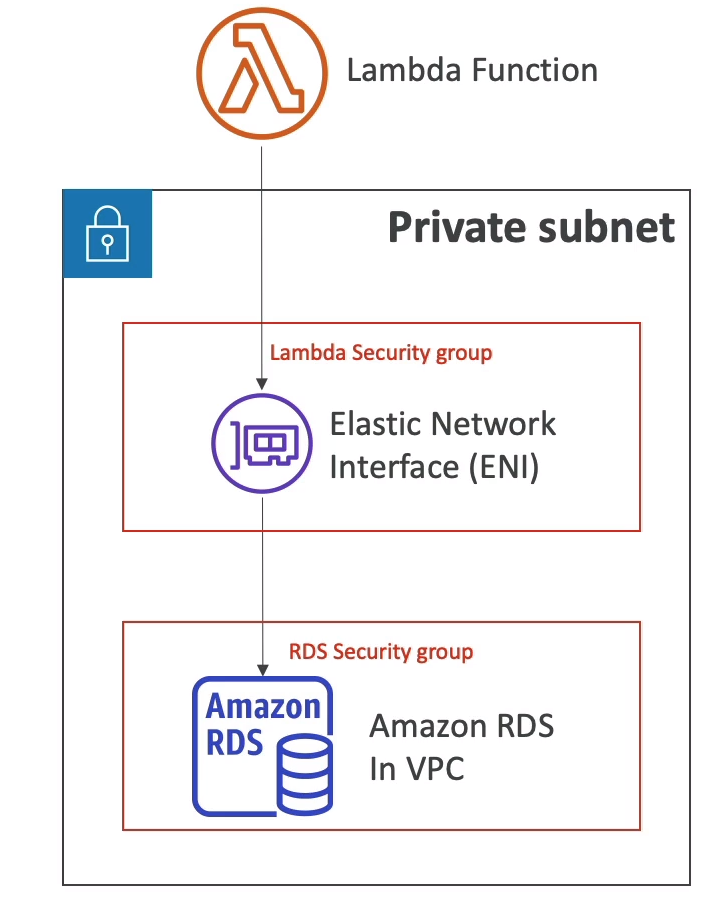 Lambda Function
Private subnet
Lambda Security group
Elastic Network
Interface (ENI)
RDS Security group
Amazon
RDS
Amazon RDS
In VPC